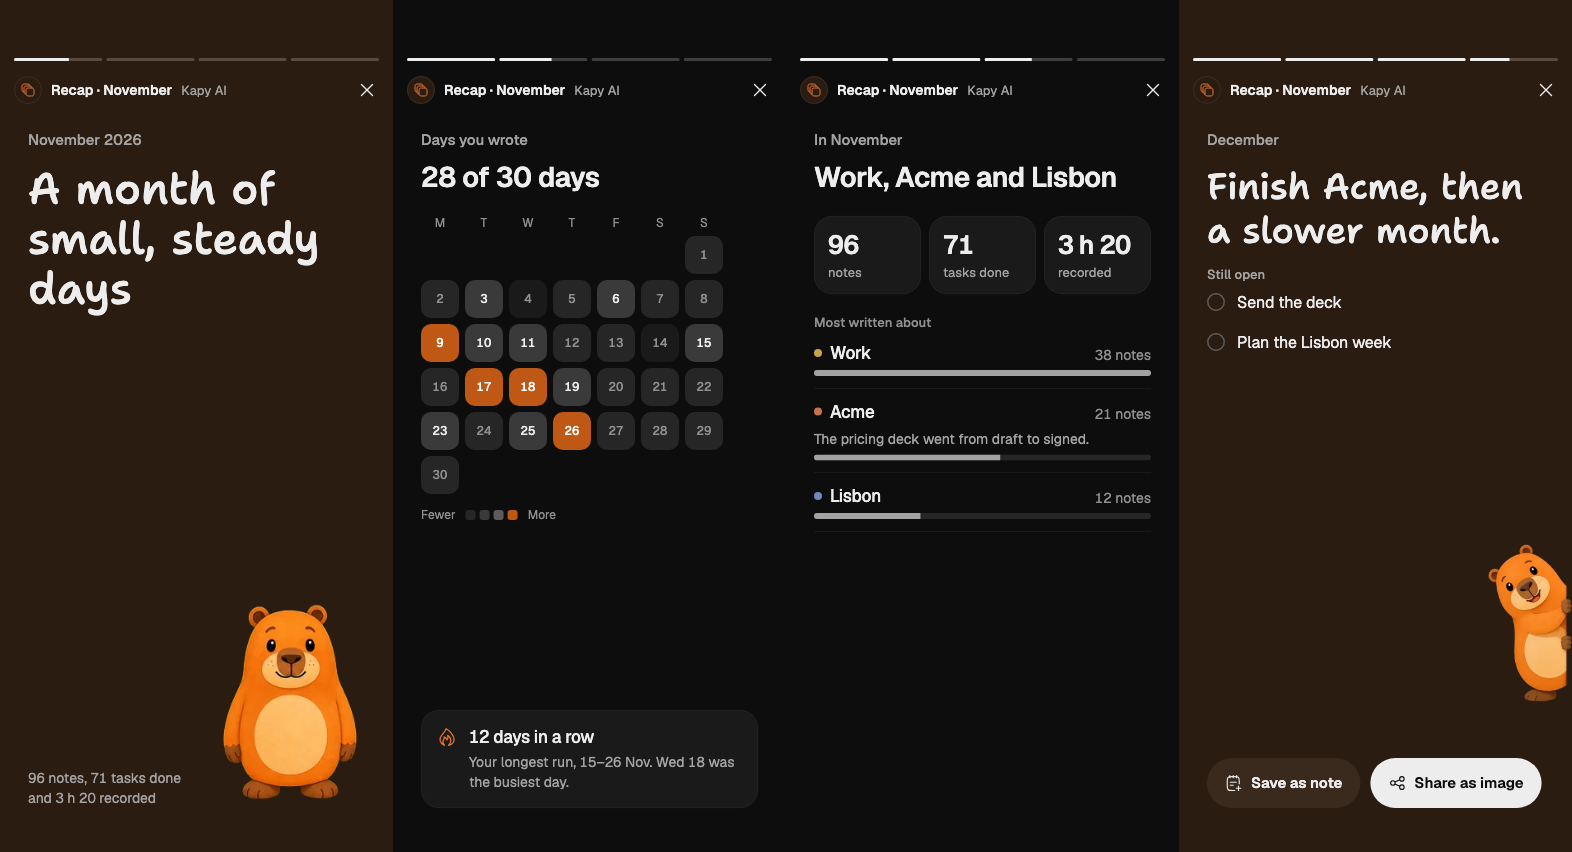 Recap · November Kapy AI
November 2026
A month of
small, steady
days
96 notes, 71 tasks done
and 3 h 20 recorded
Recap · November Kapy AI
Days you wrote
28 of 30 days
M T W T F S S
1
2 3 4 5 6 7 8
9 10 11 12 13 14 15
16 17 18 19 20 21 22
23 24 25 26 27 28 29
30
Fewer More
12 days in a row
Your longest run, 15–26 Nov. Wed 18 was
the busiest day.
Recap · November Kapy AI
In November
Work, Acme and Lisbon
96 71 3 h 20
notes tasks done recorded
Most written about
Work 38 notes
Acme 21 notes
The pricing deck went from draft to signed.
Lisbon 12 notes
Recap · November Kapy AI
December
Finish Acme, then
a slower month.
Still open
Send the deck
Plan the Lisbon week
Save as note Share as image